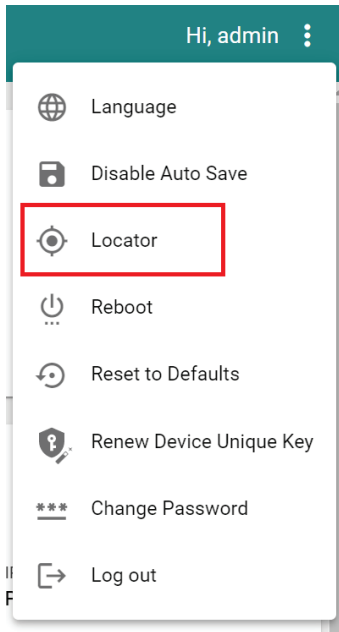 Hi, admin
Language
Disable Auto Save
Locator
Reboot
Reset to Defaults
Renew Device Unique Key
*** Change Password
Log out